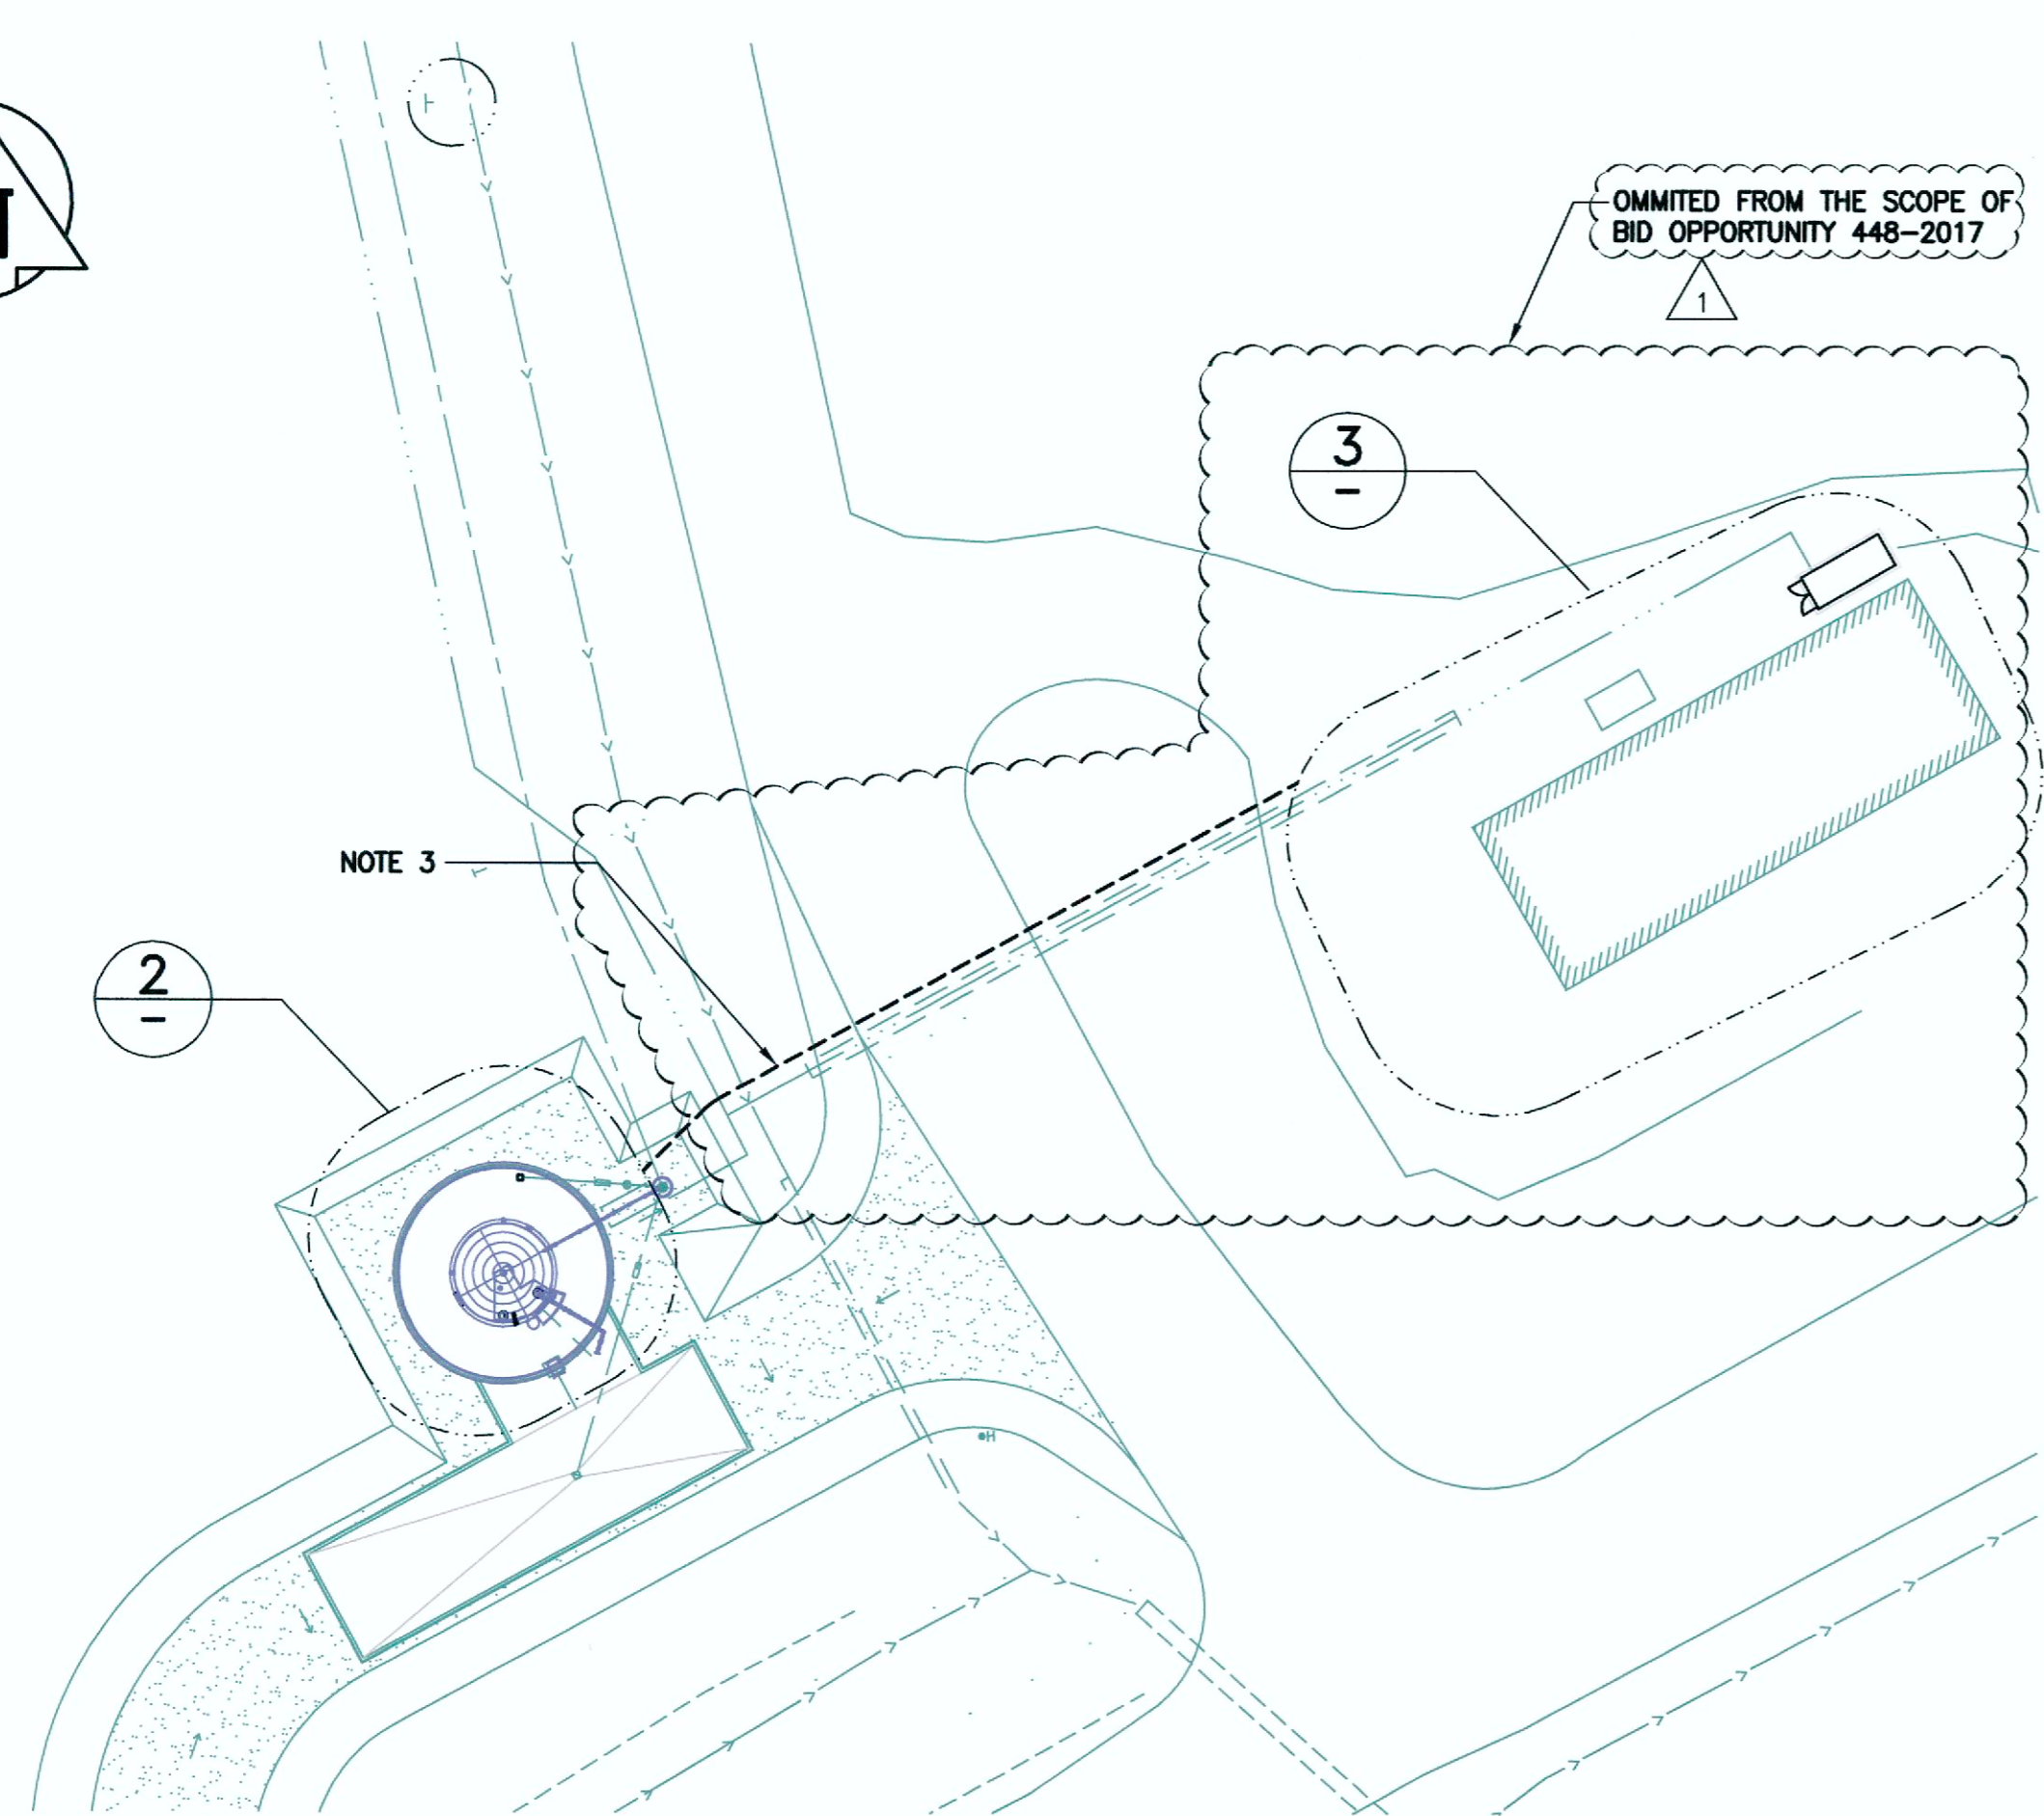 OMMITED FROM THE SCOPE OF
BID OPPORTUNITY 448-2017
1
3
-
NOTE 3
2
-
T
T
H